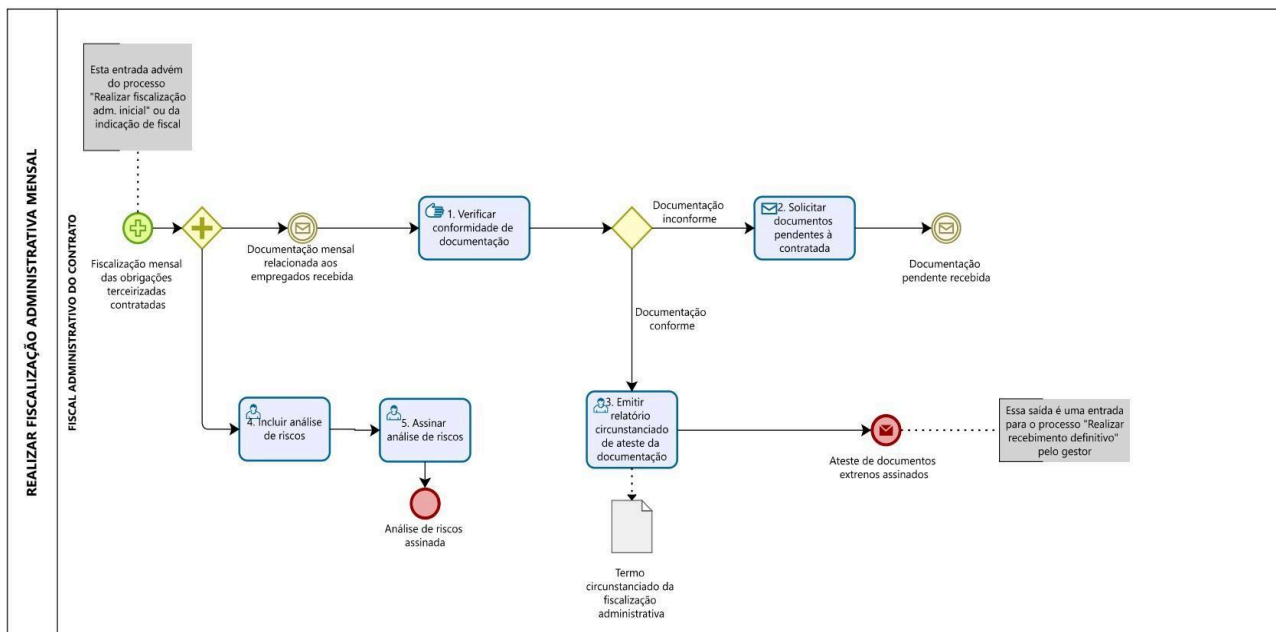 REALIZAR FISCALIZAÇÃO ADMINISTRATIVA MENSAL
FISCAL ADMINISTRATIVO DO CONTRATO
Esta entrada advém
do processo
"Realizar fiscalização
adm. inicial" ou da
indicação de fiscal
Fiscalização mensal
das obrigações
terceirizadas
contratadas
Documentação mensal
relacionada aos
empregados recebida
1. Verificar
conformidade de
documentação
Documentação
inconforme
2. Solicitar
documentos
pendentes à
contratada
Documentação
pendente recebida
Documentação
conforme
4. Incluir análise
de riscos
5. Assinar
análise de riscos
Análise de riscos
assinada
3. Emitir
relatório
circunstanciado
de ateste da
documentação
Termo
circunstanciado da
fiscalização
administrativa
Ateste de documentos
extrenos assinados
Essa saída é uma entrada
para o processo "Realizar
recebimento definitivo"
pelo gestor